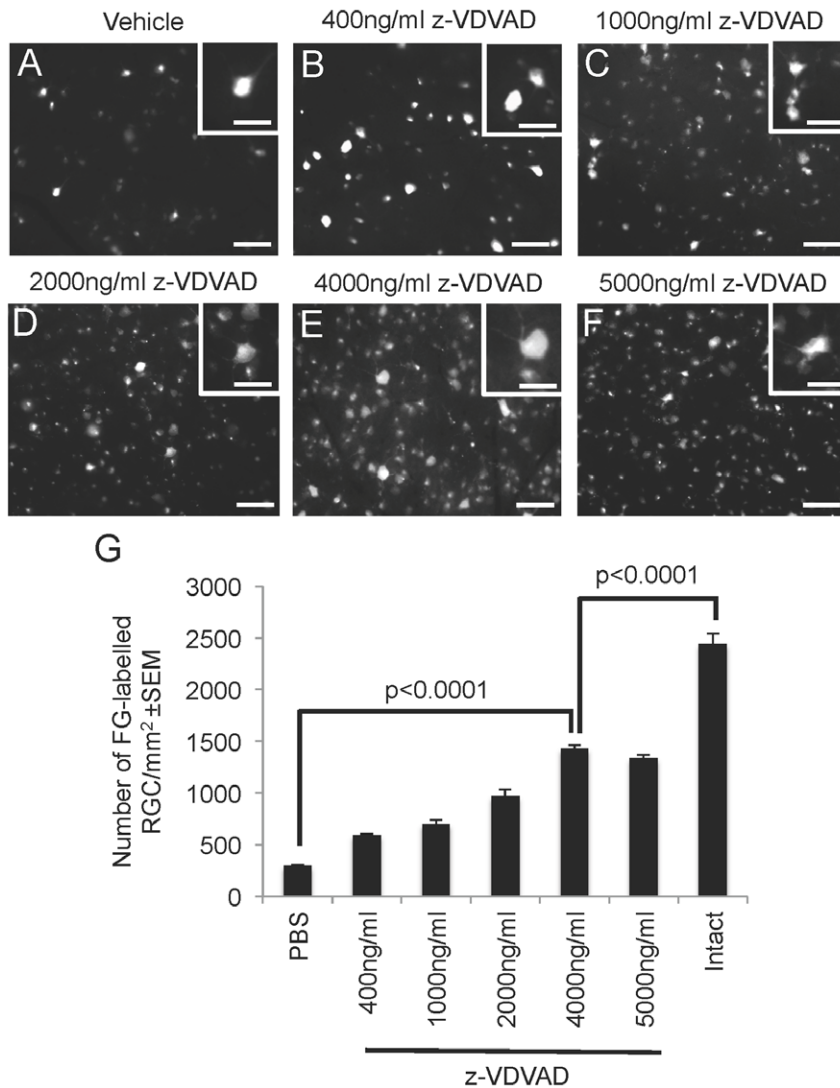 Vehicle
400ng/ml z-VDVAD
1000ng/ml z-VDVAD
A
B
C
2000ng/ml z-VDVAD
4000ng/ml z-VDVAD
5000ng/ml z-VDVAD
D
E
F
G
Number of FG-labelled
RGC/mm² ±SEM
3000
2500
2000
1500
1000
500
0
p<0.0001
p<0.0001
PBS
400ng/ml
1000ng/ml
2000ng/ml
4000ng/ml
5000ng/ml
Intact
z-VDVAD